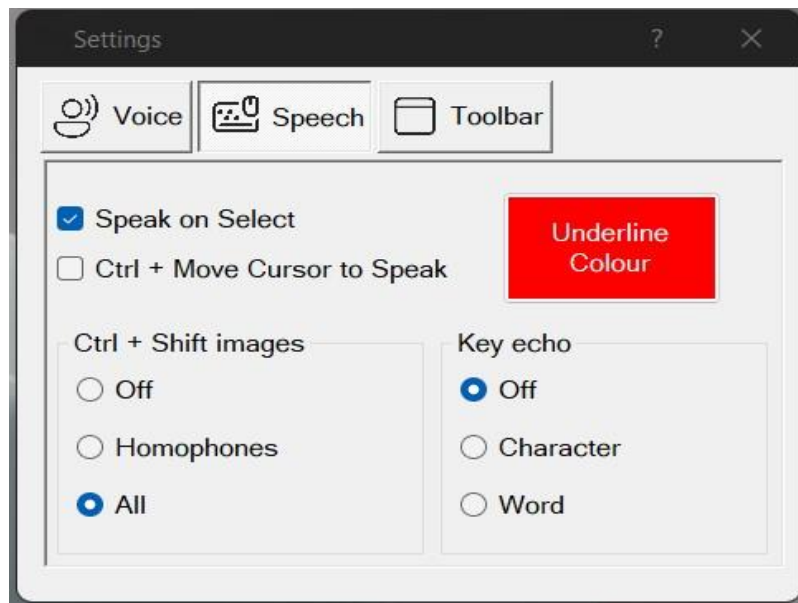 Settings ?
Voice Speech Toolbar
Speak on Select
Ctrl + Move Cursor to Speak
Underline
Colour
Ctrl + Shift images
Off
Homophones
All
Key echo
Off
Character
Word